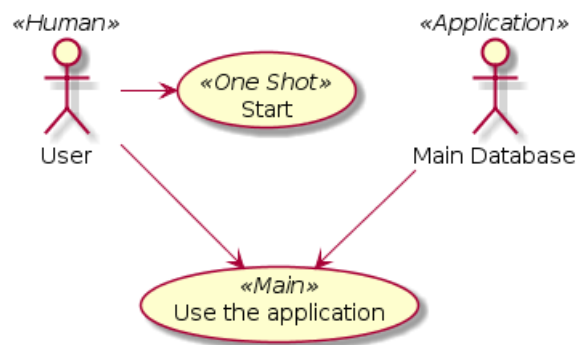 «Human»
User
«One Shot»
Start
«Application»
Main Database
«Main»
Use the application